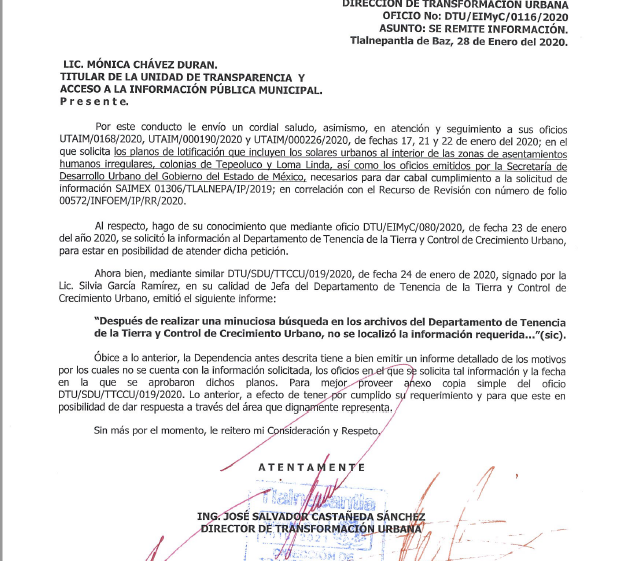 DIRECCIÓN DE TRANSFORMACIÓN URBANA
OFICIO No: DTU/EIMyC/0116/2020
ASUNTO: SE REMITE INFORMACIÓN.
Tlalnepantla de Baz, 28 de Enero del 2020.
LIC. MÓNICA CHÁVEZ DURAN.
TITULAR DE LA UNIDAD DE TRANSPARENCIA Y
ACCESO A LA INFORMACIÓN PÚBLICA MUNICIPAL.
P r e s e n t e.
Por este conducto le envío un cordial saludo, asimismo, en atención y seguimiento a sus oficios
UTAIM/0168/2020, UTAIM/000190/2020 y UTAIM/000226/2020, de fechas 17, 21 y 22 de enero del 2020; en el
que solicita los planos de lotificación que incluyen los solares urbanos al interior de las zonas de asentamientos
humanos irregulares, colonias de Tepeoluco y Loma Linda, así como los oficios emitidos por la Secretaría de
Desarrollo Urbano del Gobierno del Estado de México, necesarios para dar cabal cumplimiento a la solicitud de
información SAIMEX 01306/TLALNEPA/IP/2019; en correlación con el Recurso de Revisión con número de folio
00572/INFOEM/IP/RR/2020.
Al respecto, hago de su conocimiento que mediante oficio DTU/EIMyC/080/2020, de fecha 23 de enero
del año 2020, se solicitó la información al Departamento de Tenencia de la Tierra y Control de Crecimiento Urbano,
para estar en posibilidad de atender dicha petición.
Ahora bien, mediante similar DTU/SDU/TTCCU/019/2020, de fecha 24 de enero de 2020, signado por la
Lic. Silvia García Ramírez, en su calidad de Jefa del Departamento de Tenencia de la Tierra y Control de
Crecimiento Urbano, emitió el siguiente informe:
“Después de realizar una minuciosa búsqueda en los archivos del Departamento de Tenencia
de la Tierra y Control de Crecimiento Urbano, no se localizó la información requerida...”(sic).
Óbice a lo anterior, la Dependencia antes descrita tiene a bien emitir un informe detallado de los motivos
por los cuales no se cuenta con la información solicitada, los oficios en el que se solicita tal información y la fecha
en la que se aprobaron dichos planos. Para mejor proveer anexo copia simple del oficio
DTU/SDU/TTCCU/019/2020. Lo anterior, a efecto de tener por cumplido su requerimiento y para que este en
posibilidad de dar respuesta a través del área que dignamente representa.
Sin más por el momento, le reitero mi Consideración y Respeto.
A T E N T A M E N T E
ING. JOSÉ SALVADOR CASTAÑEDA SÁNCHEZ
DIRECTOR DE TRANSFORMACIÓN URBANA
DIRECCIÓN DE